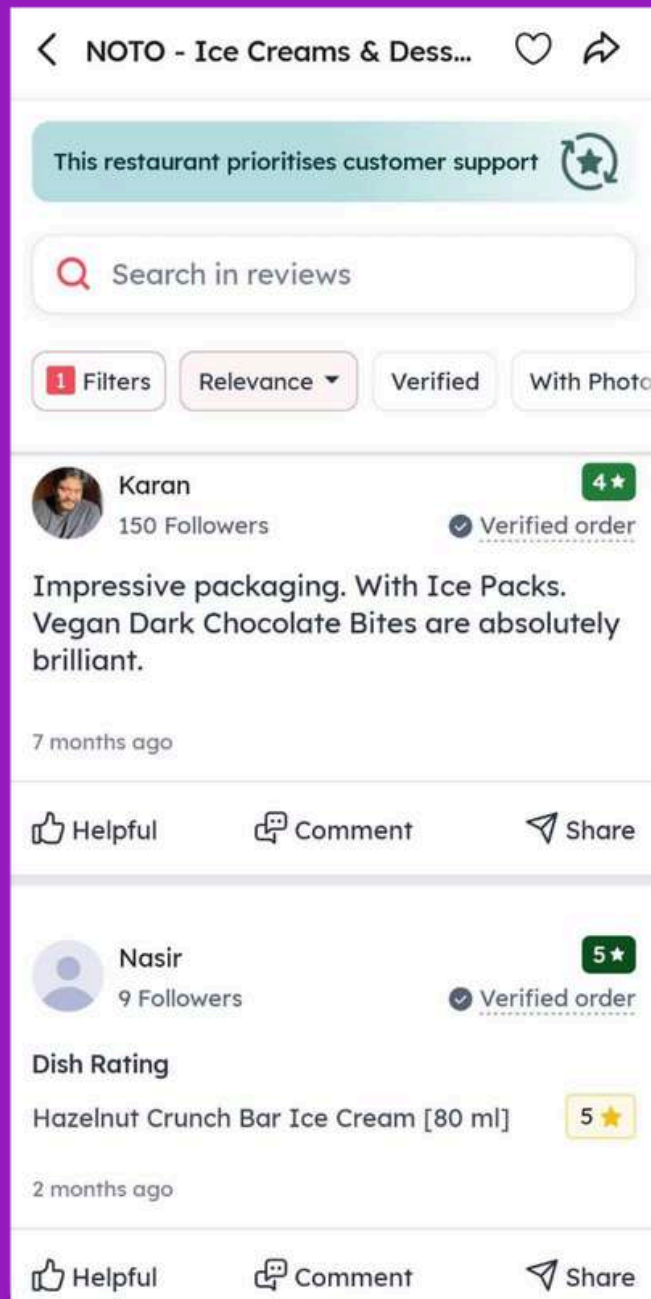 NOTO - Ice Creams & Dess...
This restaurant prioritises customer support
Search in reviews
1 Filters Relevance Verified With Photo
Karan 4★
150 Followers Verified order
Impressive packaging. With Ice Packs.
Vegan Dark Chocolate Bites are absolutely
brilliant.
7 months ago
Helpful Comment Share
Nasir 5★
9 Followers Verified order
Dish Rating
Hazelnut Crunch Bar Ice Cream [80 ml] 5★
2 months ago
Helpful Comment Share